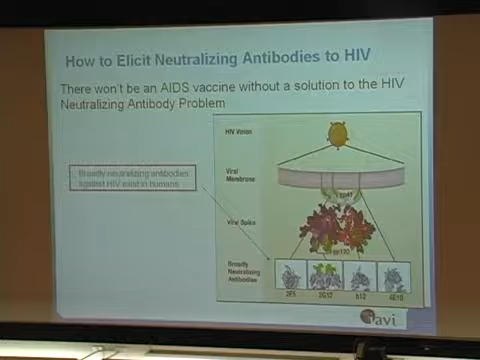 How to Elicit Neutralizing Antibodies to HIV
There won't be an AIDS vaccine without a solution to the HIV
Neutralizing Antibody Problem
HIV Virion
Viral
Membrane
gp41
Broadly neutralizing antibodies
against HIV exist in humans
Viral Spike
gp120
Broadly
Neutralizing
Antibodies
2F5 2G12 b12 4E10
iavi